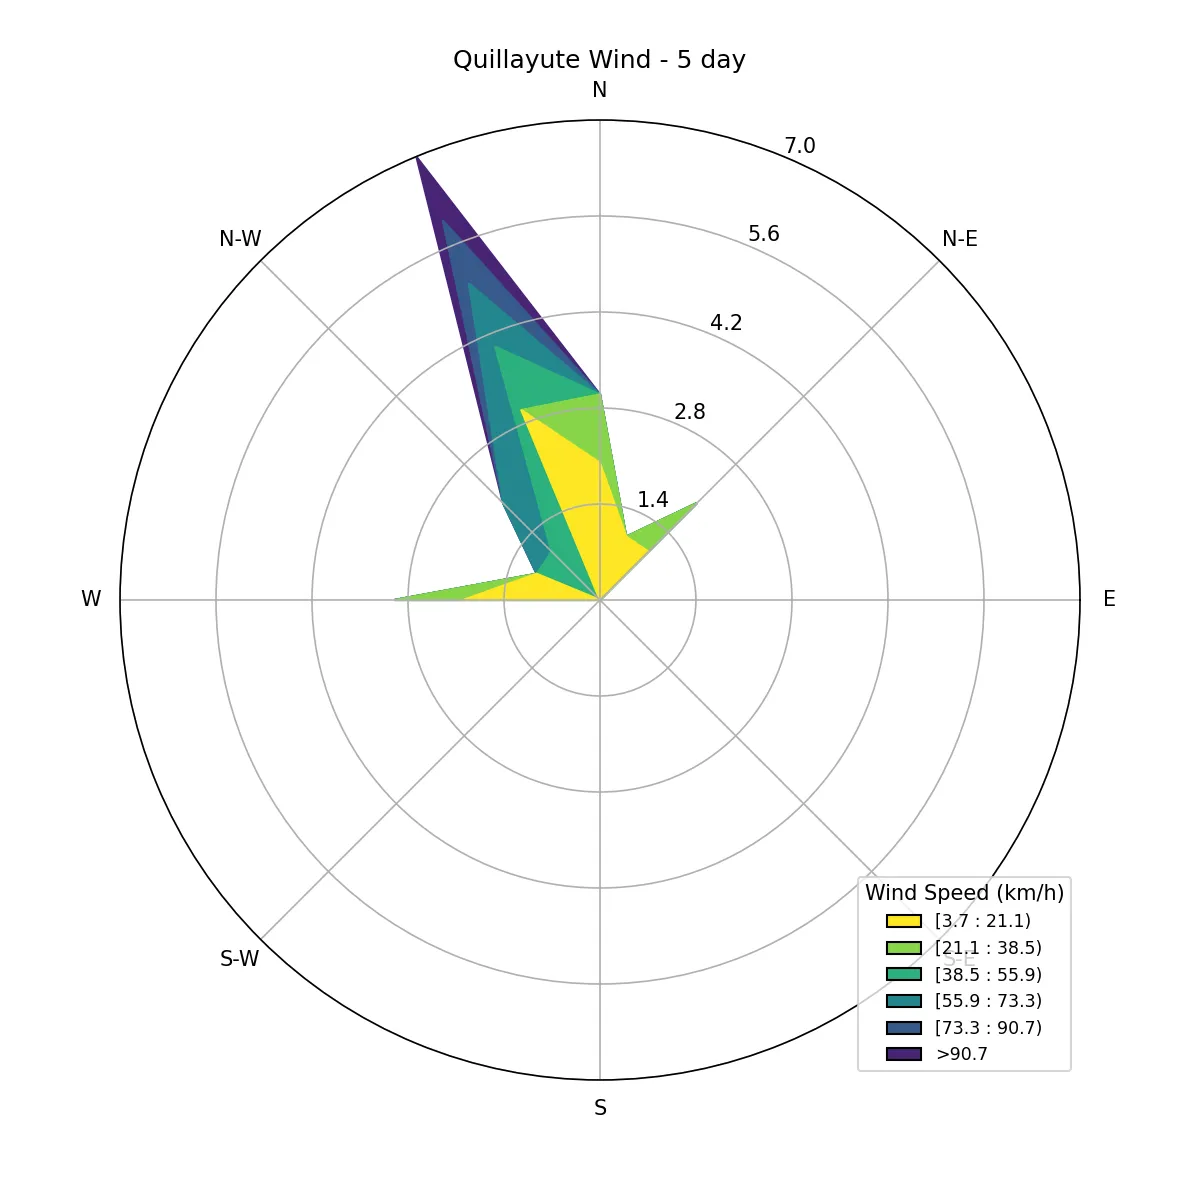 Quillayute Wind - 5 day
N
7.0
N-W
5.6
N-E
4.2
2.8
1.4
W
E
Wind Speed (km/h)
[3.7 : 21.1)
[21.1 : 38.5)
S-W
S-E
[38.5 : 55.9)
[55.9 : 73.3)
[73.3 : 90.7)
>90.7
S